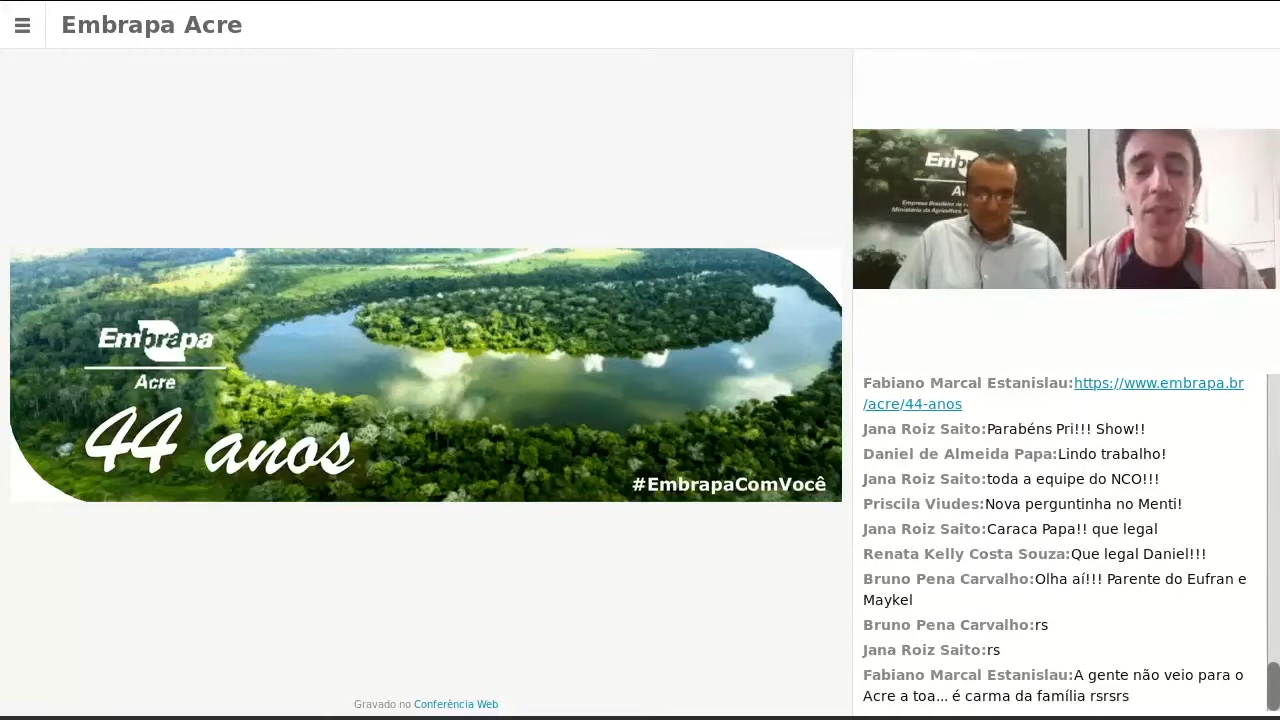 Embrapa Acre
Embrapa
Acre
44 anos
#EmbrapaComVocê
Fabiano Marcal Estanislau:https://www.embrapa.br
/acre/44-anos
Jana Roiz Saito:Parabéns Pri!!! Show!!
Daniel de Almeida Papa:Lindo trabalho!
Jana Roiz Saito:toda a equipe do NCO!!!
Priscila Viudes:Nova perguntinha no Menti!
Jana Roiz Saito:Caraca Papa!! que legal
Renata Kelly Costa Souza:Que legal Daniel!!!
Bruno Pena Carvalho:Olha aí!!! Parente do Eufran e
Maykel
Bruno Pena Carvalho:rs
Jana Roiz Saito:rs
Fabiano Marcal Estanislau:A gente não veio para o
Acre a toa... é carma da família rsrsrs
Gravado no Conferência Web